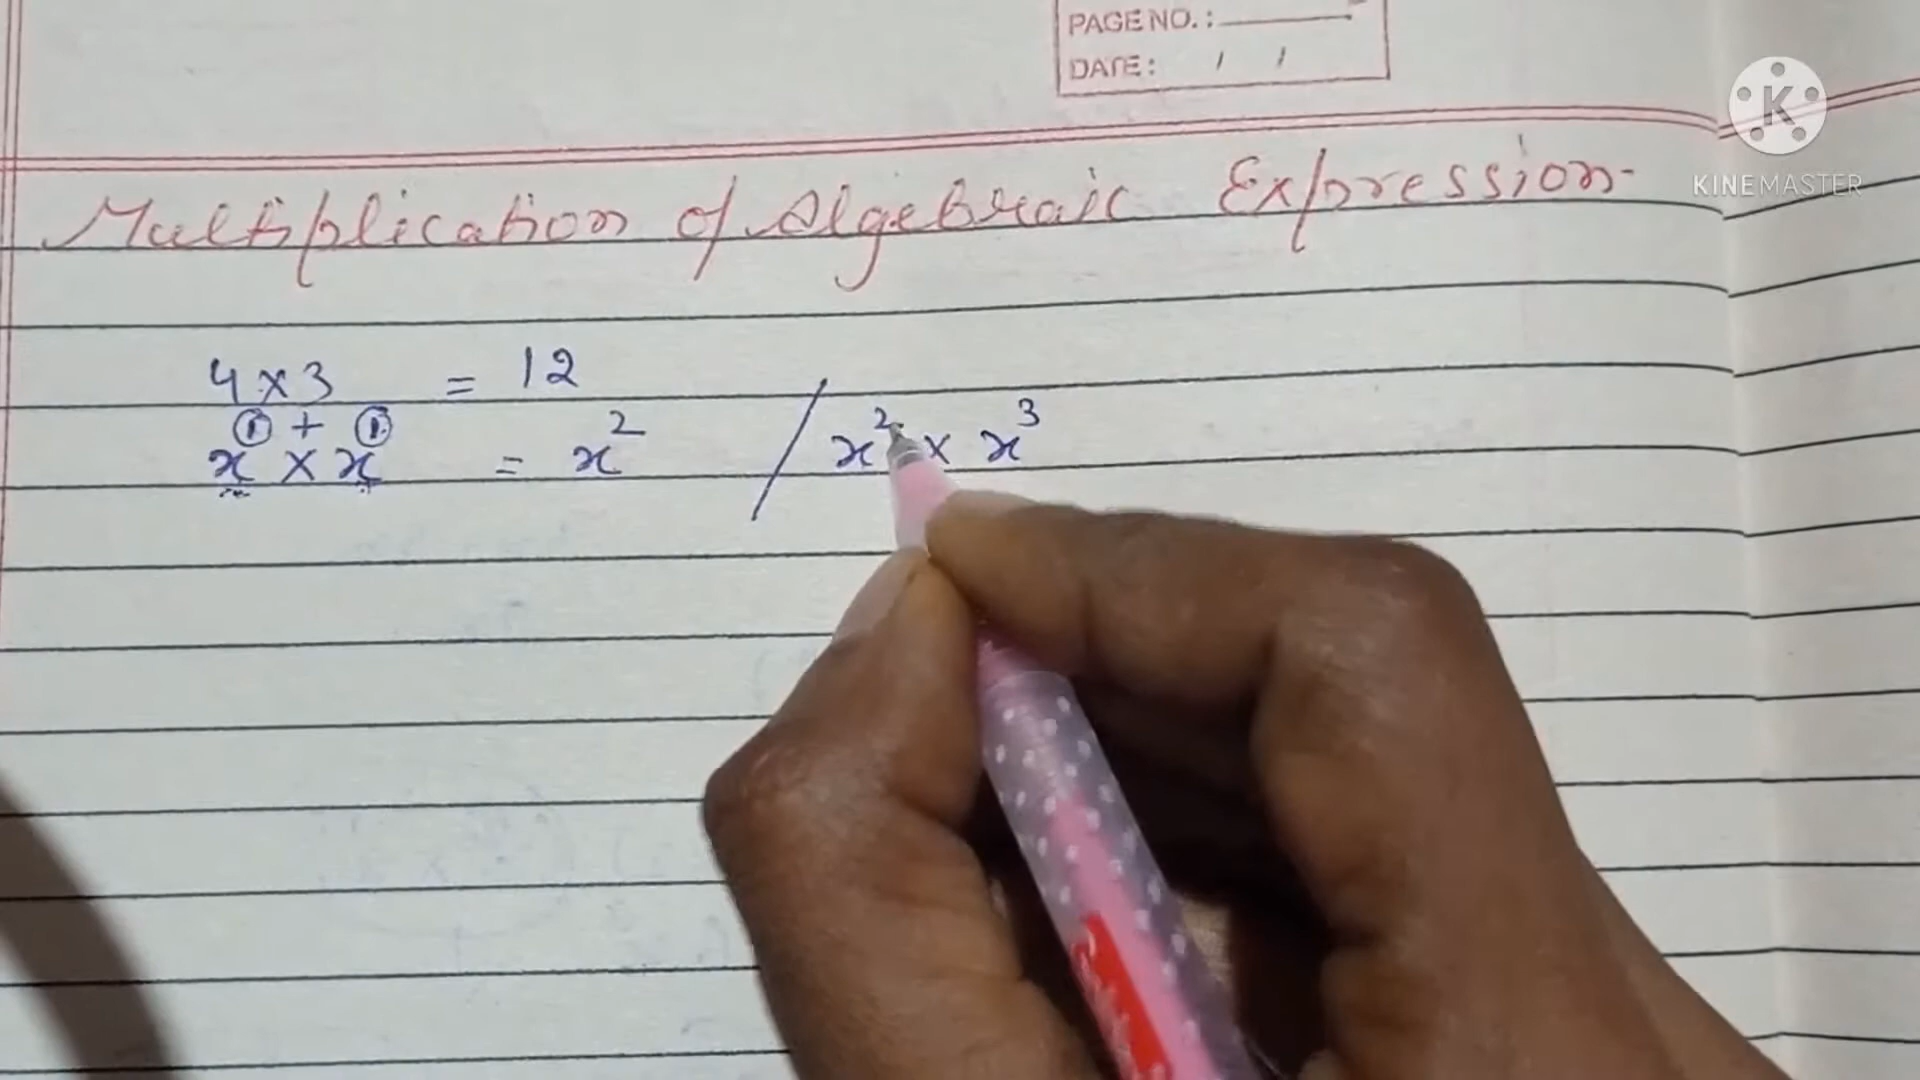 PAGE NO.:
DATE: / /
KINEMASTER
Multiplication of Algebraic Expression
4 × 3 = 12
① + ①
x × x = x² / x² × x³